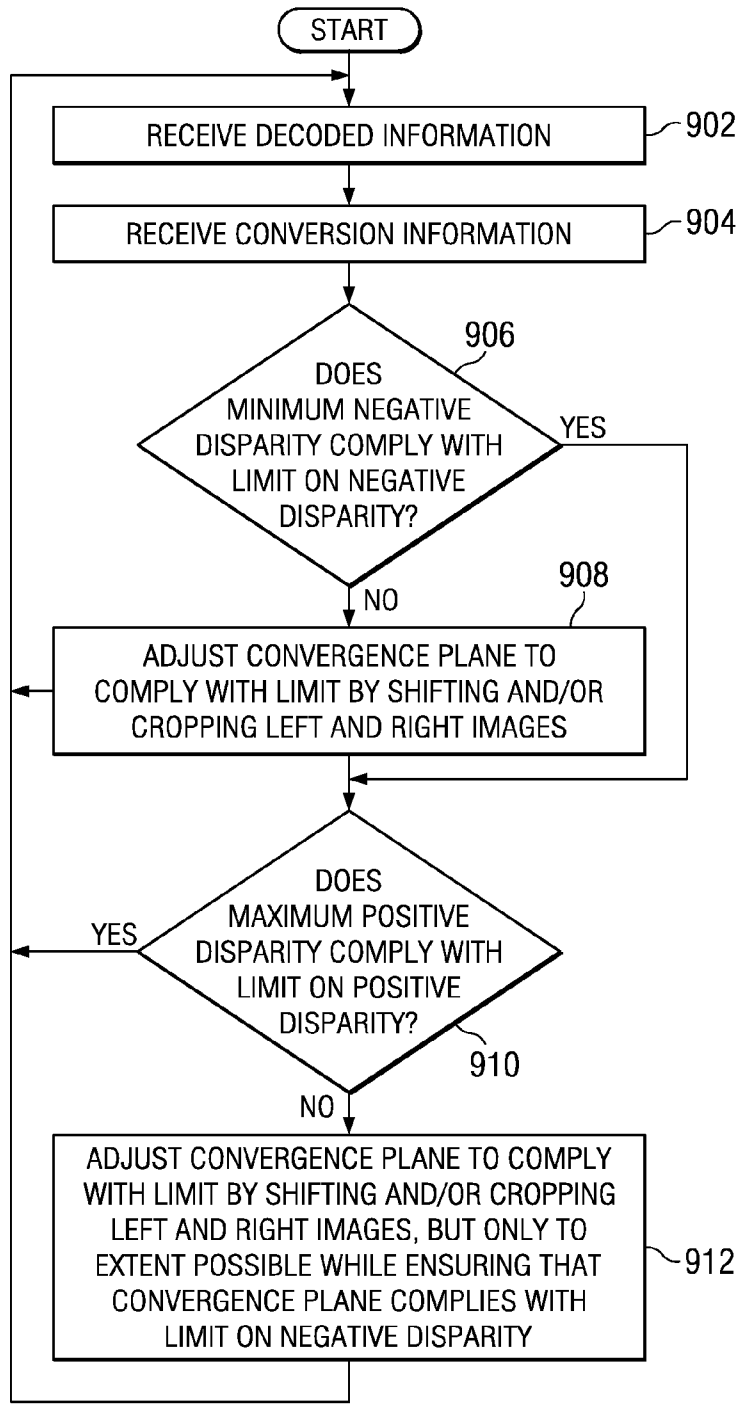 START
RECEIVE DECODED INFORMATION
902
RECEIVE CONVERSION INFORMATION
904
906
DOES
MINIMUM NEGATIVE
DISPARITY COMPLY WITH
LIMIT ON NEGATIVE
DISPARITY?
YES
NO
908
ADJUST CONVERGENCE PLANE TO
COMPLY WITH LIMIT BY SHIFTING AND/OR
CROPPING LEFT AND RIGHT IMAGES
DOES
MAXIMUM POSITIVE
DISPARITY COMPLY WITH
LIMIT ON POSITIVE
DISPARITY?
YES
910
NO
ADJUST CONVERGENCE PLANE TO COMPLY
WITH LIMIT BY SHIFTING AND/OR CROPPING
LEFT AND RIGHT IMAGES, BUT ONLY TO
EXTENT POSSIBLE WHILE ENSURING THAT
CONVERGENCE PLANE COMPLIES WITH
LIMIT ON NEGATIVE DISPARITY
912